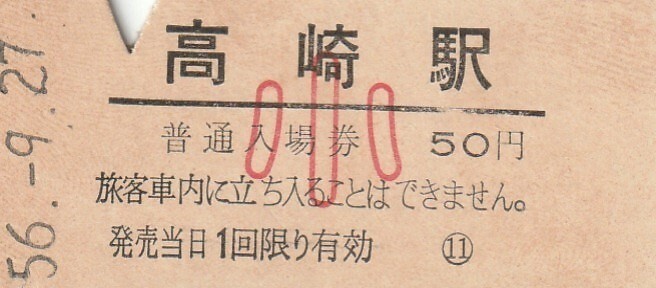 高崎駅
小
普通入場券 50円
旅客車内に立ち入ることはできません。
発売当日1回限り有効 ⑪
56.-9.27